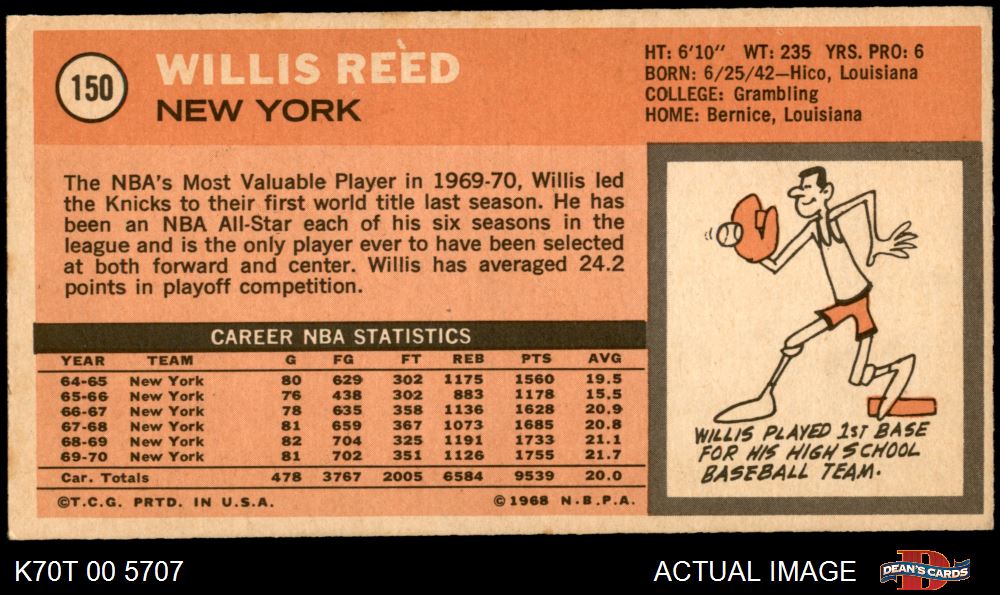 150
WILLIS REED
NEW YORK
HT: 6'10" WT: 235 YRS. PRO: 6
BORN: 6/25/42—Hico, Louisiana
COLLEGE: Grambling
HOME: Bernice, Louisiana
The NBA's Most Valuable Player in 1969-70, Willis led
the Knicks to their first world title last season. He has
been an NBA All-Star each of his six seasons in the
league and is the only player ever to have been selected
at both forward and center. Willis has averaged 24.2
points in playoff competition.
CAREER NBA STATISTICS
YEAR TEAM G FG FT REB PTS AVG
64-65 New York 80 629 302 1175 1560 19.5
65-66 New York 76 438 302 883 1178 15.5
66-67 New York 78 635 358 1136 1628 20.9
67-68 New York 81 659 367 1073 1685 20.8
68-69 New York 82 704 325 1191 1733 21.1
69-70 New York 81 702 351 1126 1755 21.7
Car. Totals 478 3767 2005 6584 9539 20.0
©T.C.G. PRTD. IN U.S.A. ©1968 N.B.P.A.
WILLIS PLAYED 1ST BASE
FOR HIS HIGH SCHOOL
BASEBALL TEAM.
K70T 00 5707
ACTUAL IMAGE
D
DEAN'S CARDS